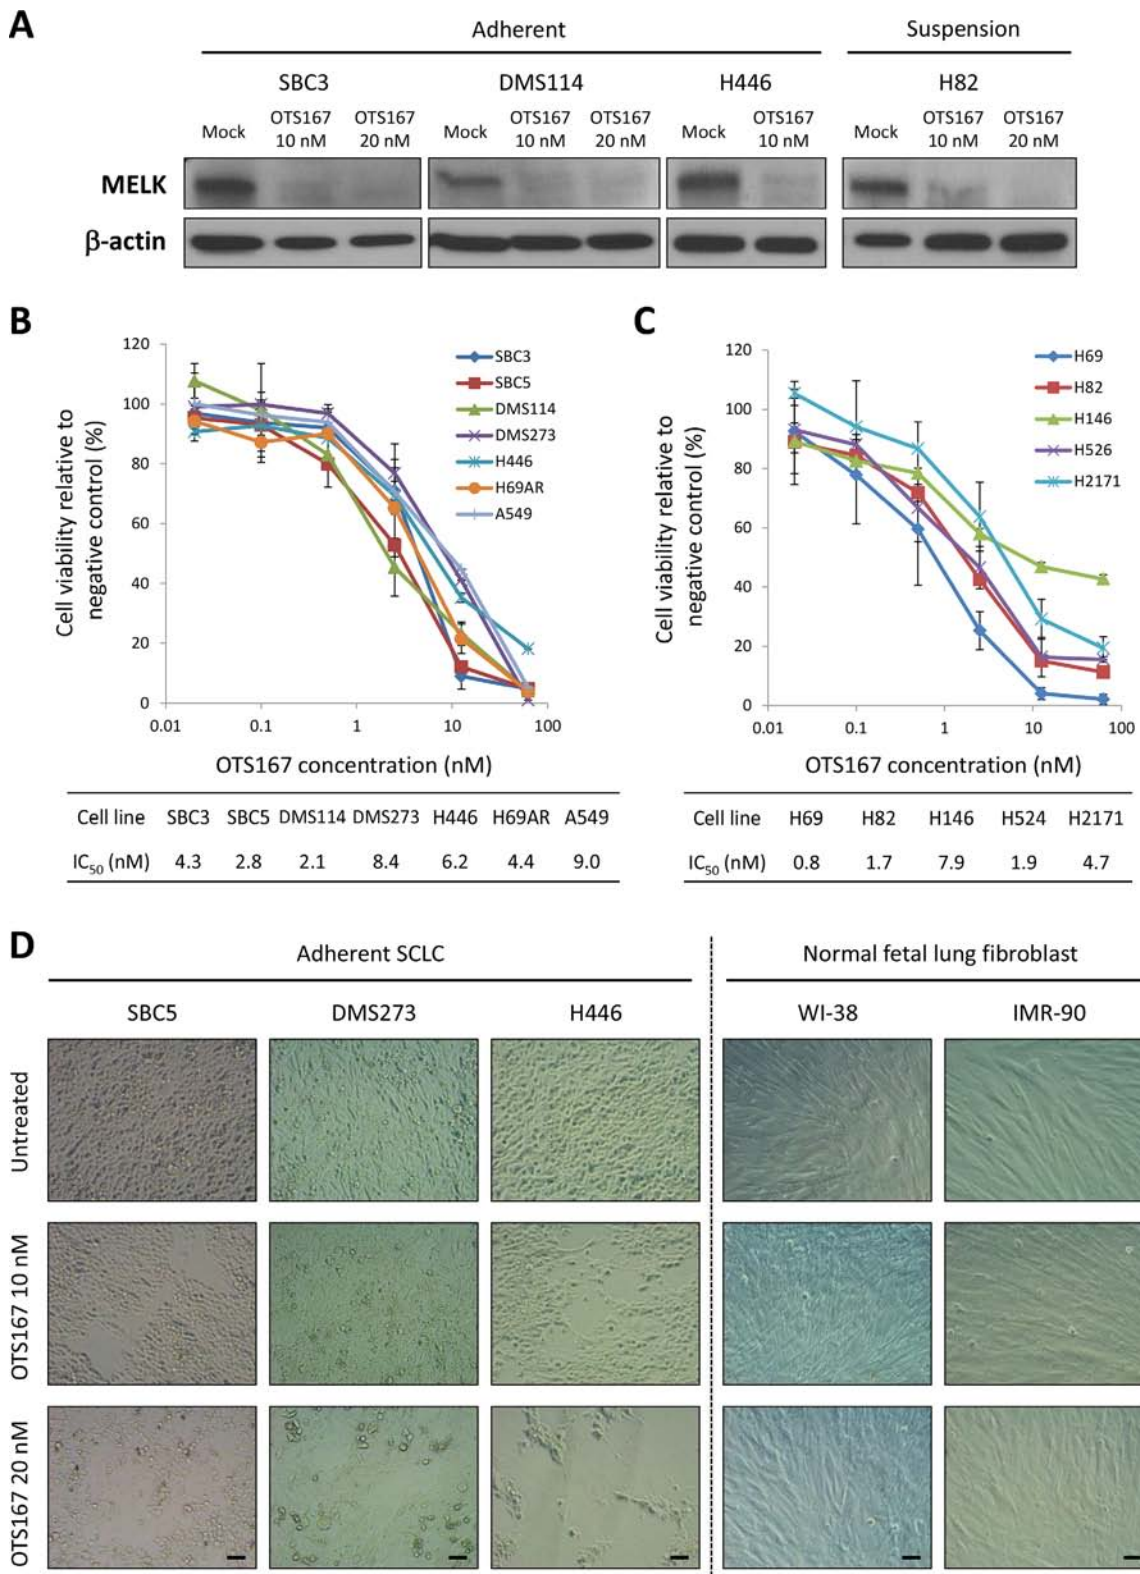 A
Adherent
Suspension
SBC3
DMS114
H446
H82
Mock
OTS167
10 nM
OTS167
20 nM
Mock
OTS167
10 nM
OTS167
20 nM
Mock
OTS167
10 nM
Mock
OTS167
10 nM
OTS167
20 nM
MELK
β-actin
B
Cell viability relative to
negative control (%)
120
100
80
60
40
20
0
0.01
0.1
1
10
100
SBC3
SBC5
DMS114
DMS273
H446
H69AR
A549
OTS167 concentration (nM)
Cell line SBC3 SBC5 DMS114 DMS273 H446 H69AR A549
IC50 (nM) 4.3 2.8 2.1 8.4 6.2 4.4 9.0
C
Cell viability relative to
negative control (%)
120
100
80
60
40
20
0
0.01
0.1
1
10
100
H69
H82
H146
H526
H2171
OTS167 concentration (nM)
Cell line H69 H82 H146 H524 H2171
IC50 (nM) 0.8 1.7 7.9 1.9 4.7
D
Adherent SCLC
Normal fetal lung fibroblast
SBC5
DMS273
H446
WI-38
IMR-90
Untreated
OTS167 10 nM
OTS167 20 nM